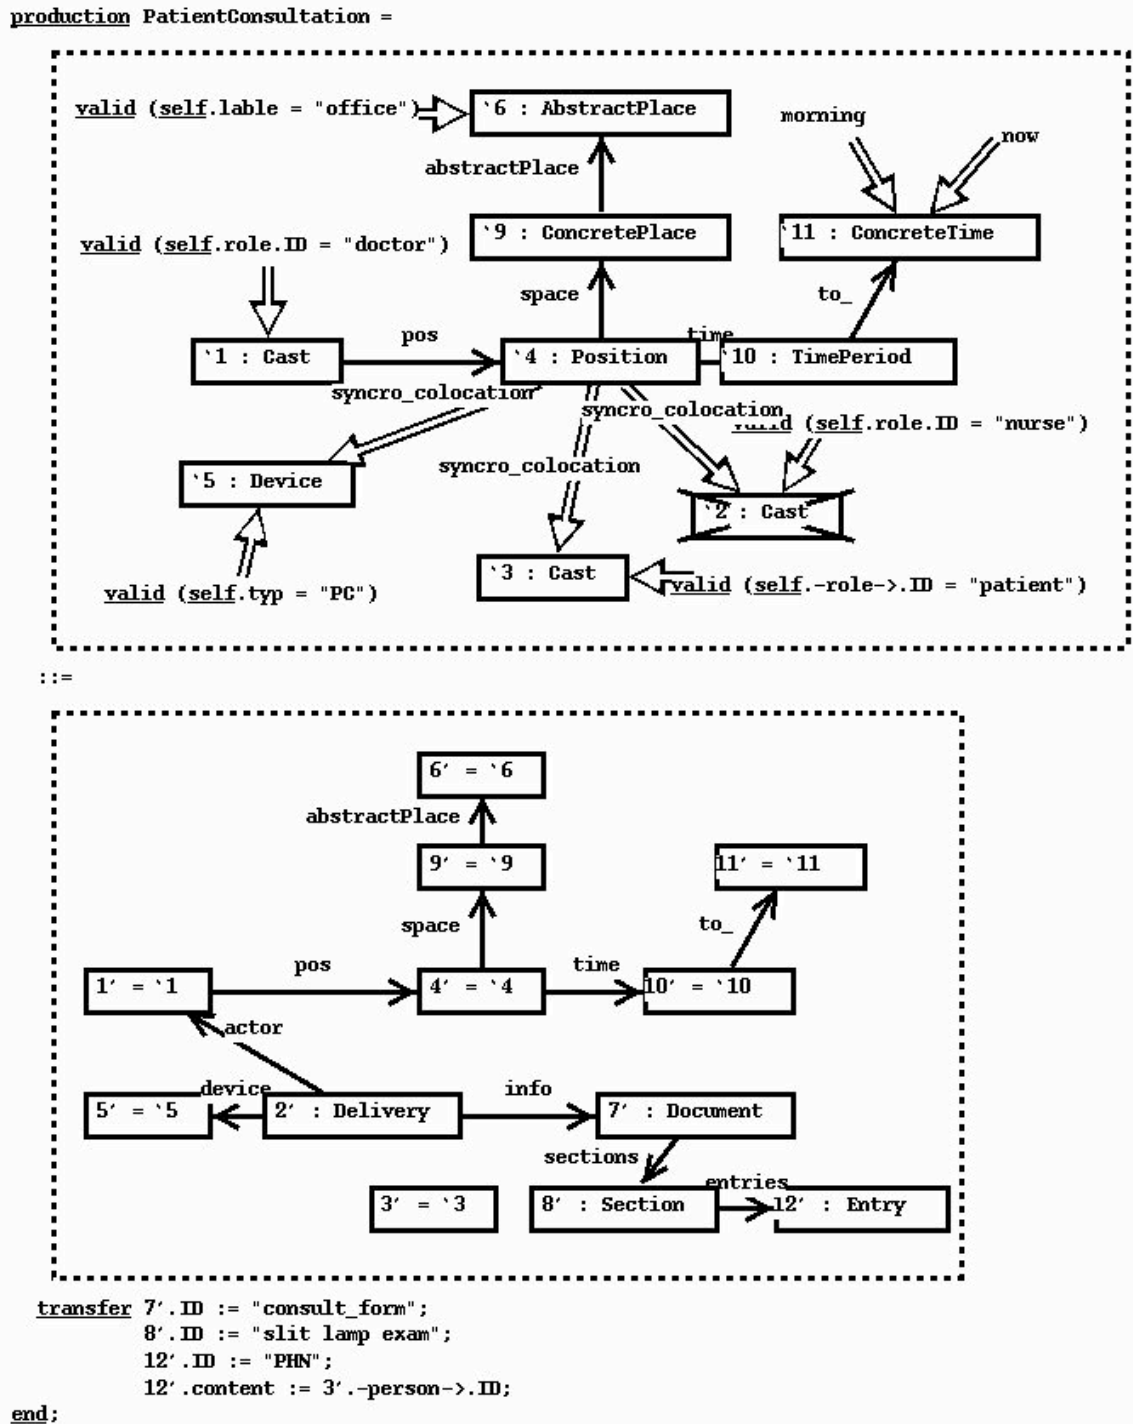 production PatientConsultation =
valid (self.lable = "office")
`6 : AbstractPlace
morning
now
abstractPlace
valid (self.role.ID = "doctor")
`9 : ConcretePlace
`11 : ConcreteTime
space
to_
`1 : Cast
pos
`4 : Position
time
`10 : TimePeriod
syncro_colocation
syncro_colocation
valid (self.role.ID = "nurse")
syncro_colocation
`5 : Device
`2 : Cast
`3 : Cast
valid (self.typ = "PC")
valid (self.-role->.ID = "patient")
::=
6' = `6
abstractPlace
9' = `9
11' = `11
space
to_
1' = `1
pos
4' = `4
time
10' = `10
actor
5' = `5
device
2' : Delivery
info
7' : Document
sections
entries
3' = `3
8' : Section
12' : Entry
transfer 7'.ID := "consult_form";
8'.ID := "slit lamp exam";
12'.ID := "PHN";
12'.content := 3'.-person->.ID;
end;